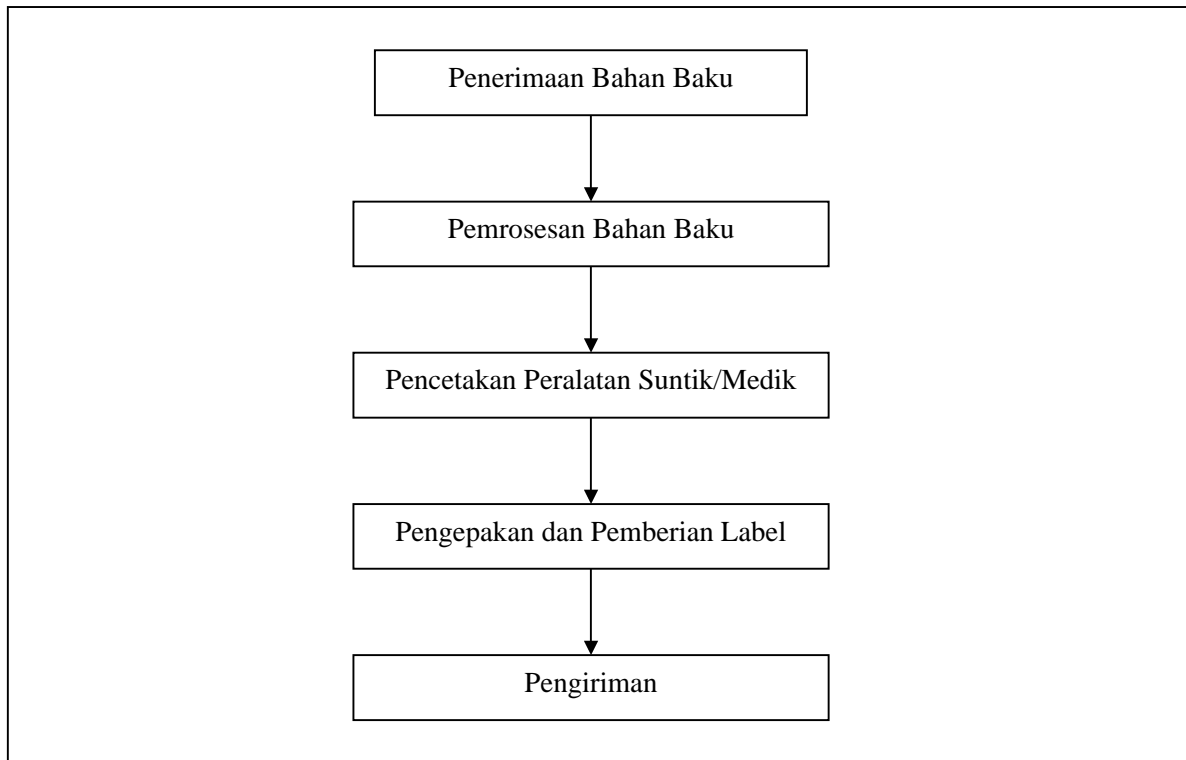 Penerimaan Bahan Baku
Pemrosesan Bahan Baku
Pencetakan Peralatan Suntik/Medik
Pengepakan dan Pemberian Label
Pengiriman